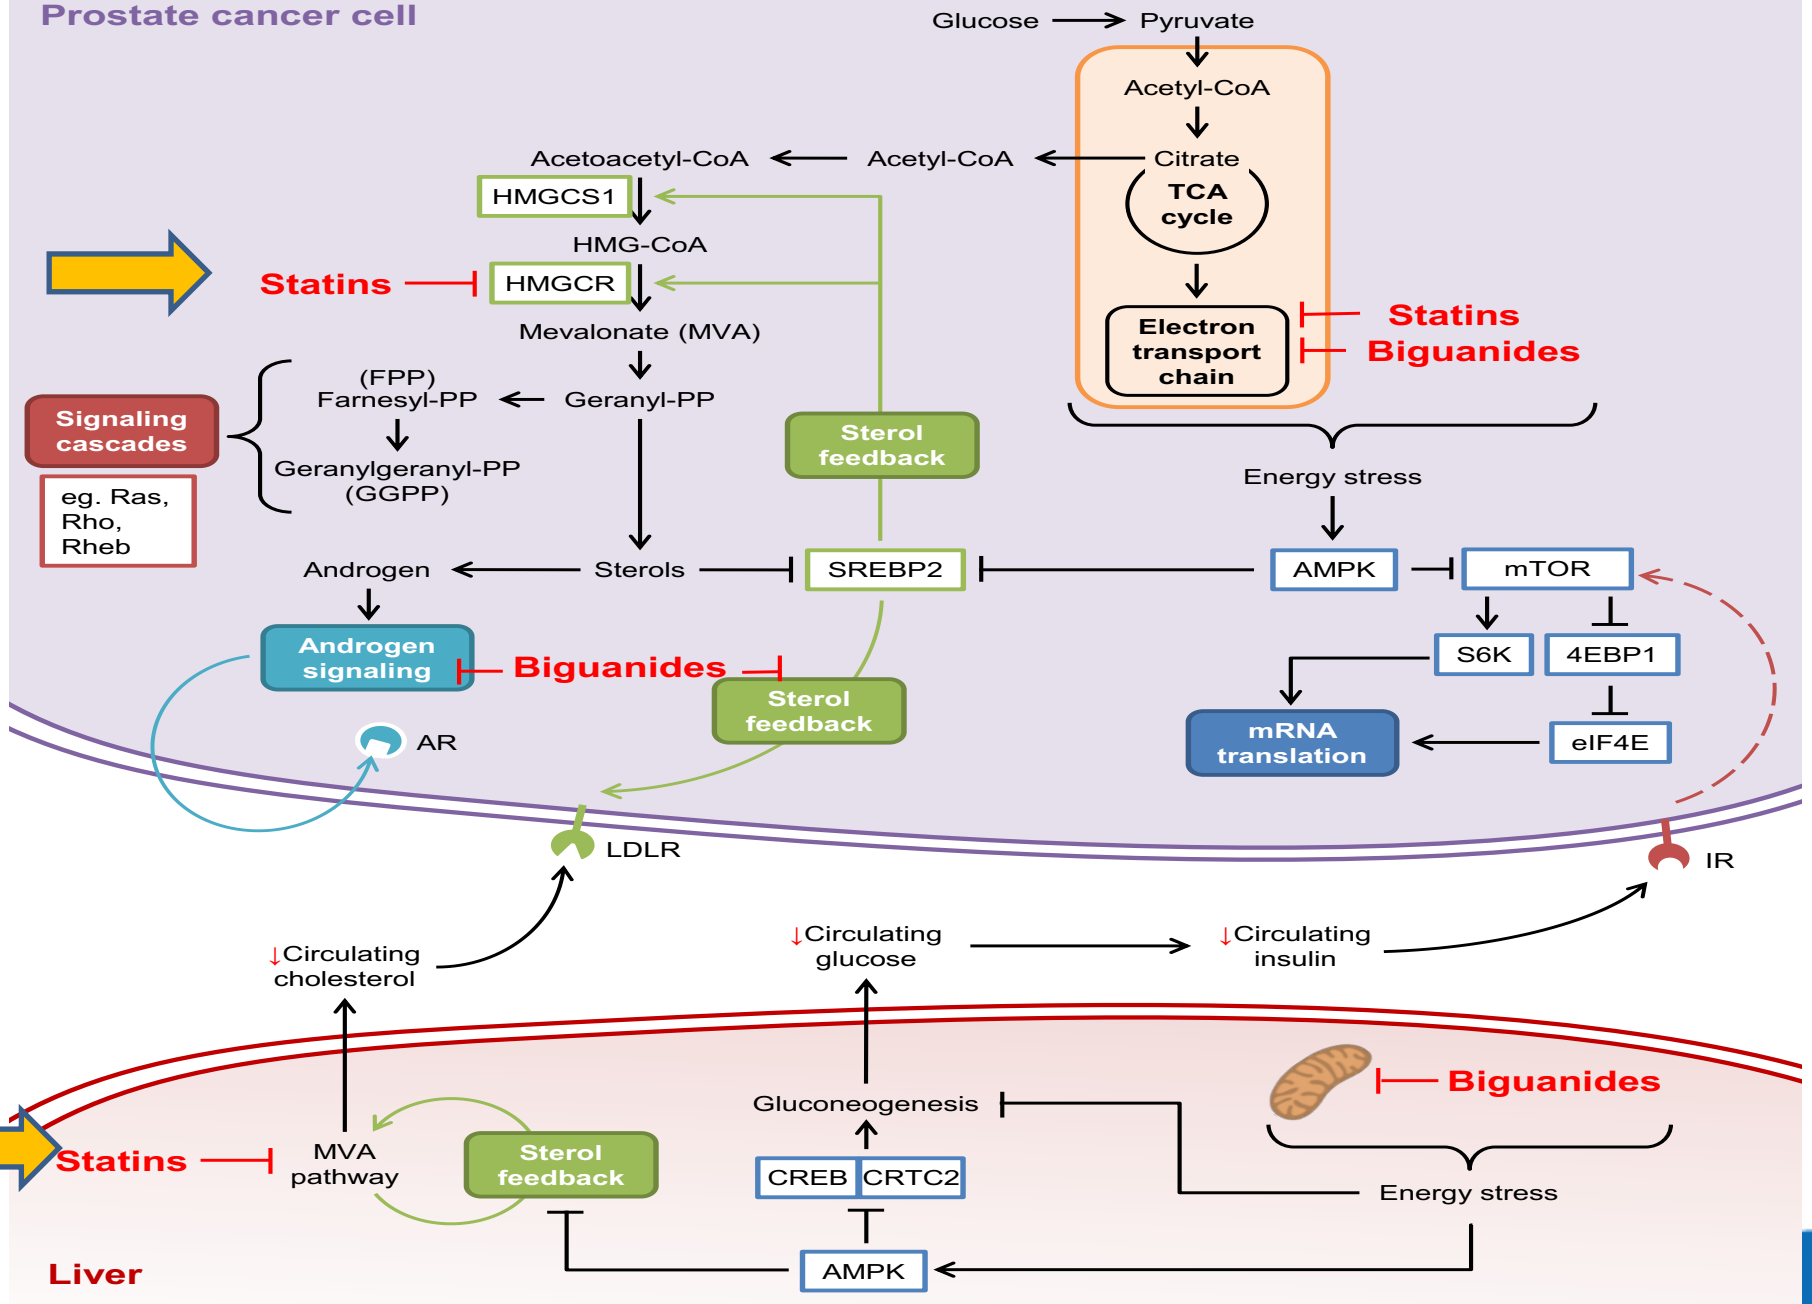 Prostate cancer cell
Glucose
Pyruvate
Acetyl-CoA
Acetoacetyl-CoA
Acetyl-CoA
Citrate
TCA
cycle
HMGCS1
HMG-CoA
Statins
HMGCR
Mevalonate (MVA)
Electron
transport
chain
Statins
Biguanides
(FPP)
Farnesyl-PP
Geranyl-PP
Signaling
cascades
Geranylgeranyl-PP
(GGPP)
eg. Ras,
Rho,
Rheb
Sterol
feedback
Energy stress
Androgen
Sterols
SREBP2
AMPK
mTOR
Androgen
signaling
Biguanides
S6K
4EBP1
Sterol
feedback
mRNA
translation
eIF4E
AR
LDLR
IR
↓Circulating
cholesterol
↓Circulating
glucose
↓Circulating
insulin
Biguanides
Gluconeogenesis
Statins
MVA
pathway
Sterol
feedback
CREB
CRTC2
Energy stress
AMPK
Liver